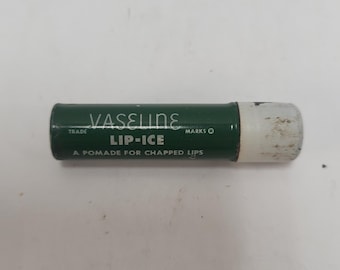 VASELINE
TRADE MARKS ®
LIP-ICE
A POMADE FOR CHAPPED LIPS